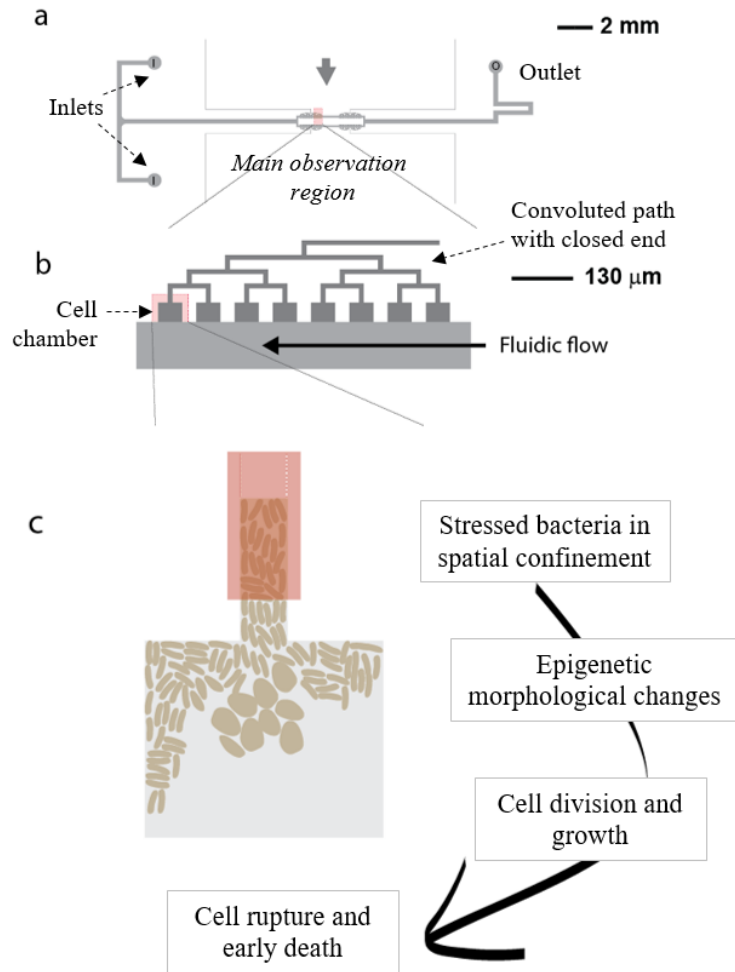 a
2 mm
I
O
Outlet
Inlets
I
Main observation
region
Convoluted path
with closed end
b
130 μm
Cell
chamber
Fluidic flow
c
Stressed bacteria in
spatial confinement
Epigenetic
morphological changes
Cell division and
growth
Cell rupture and
early death